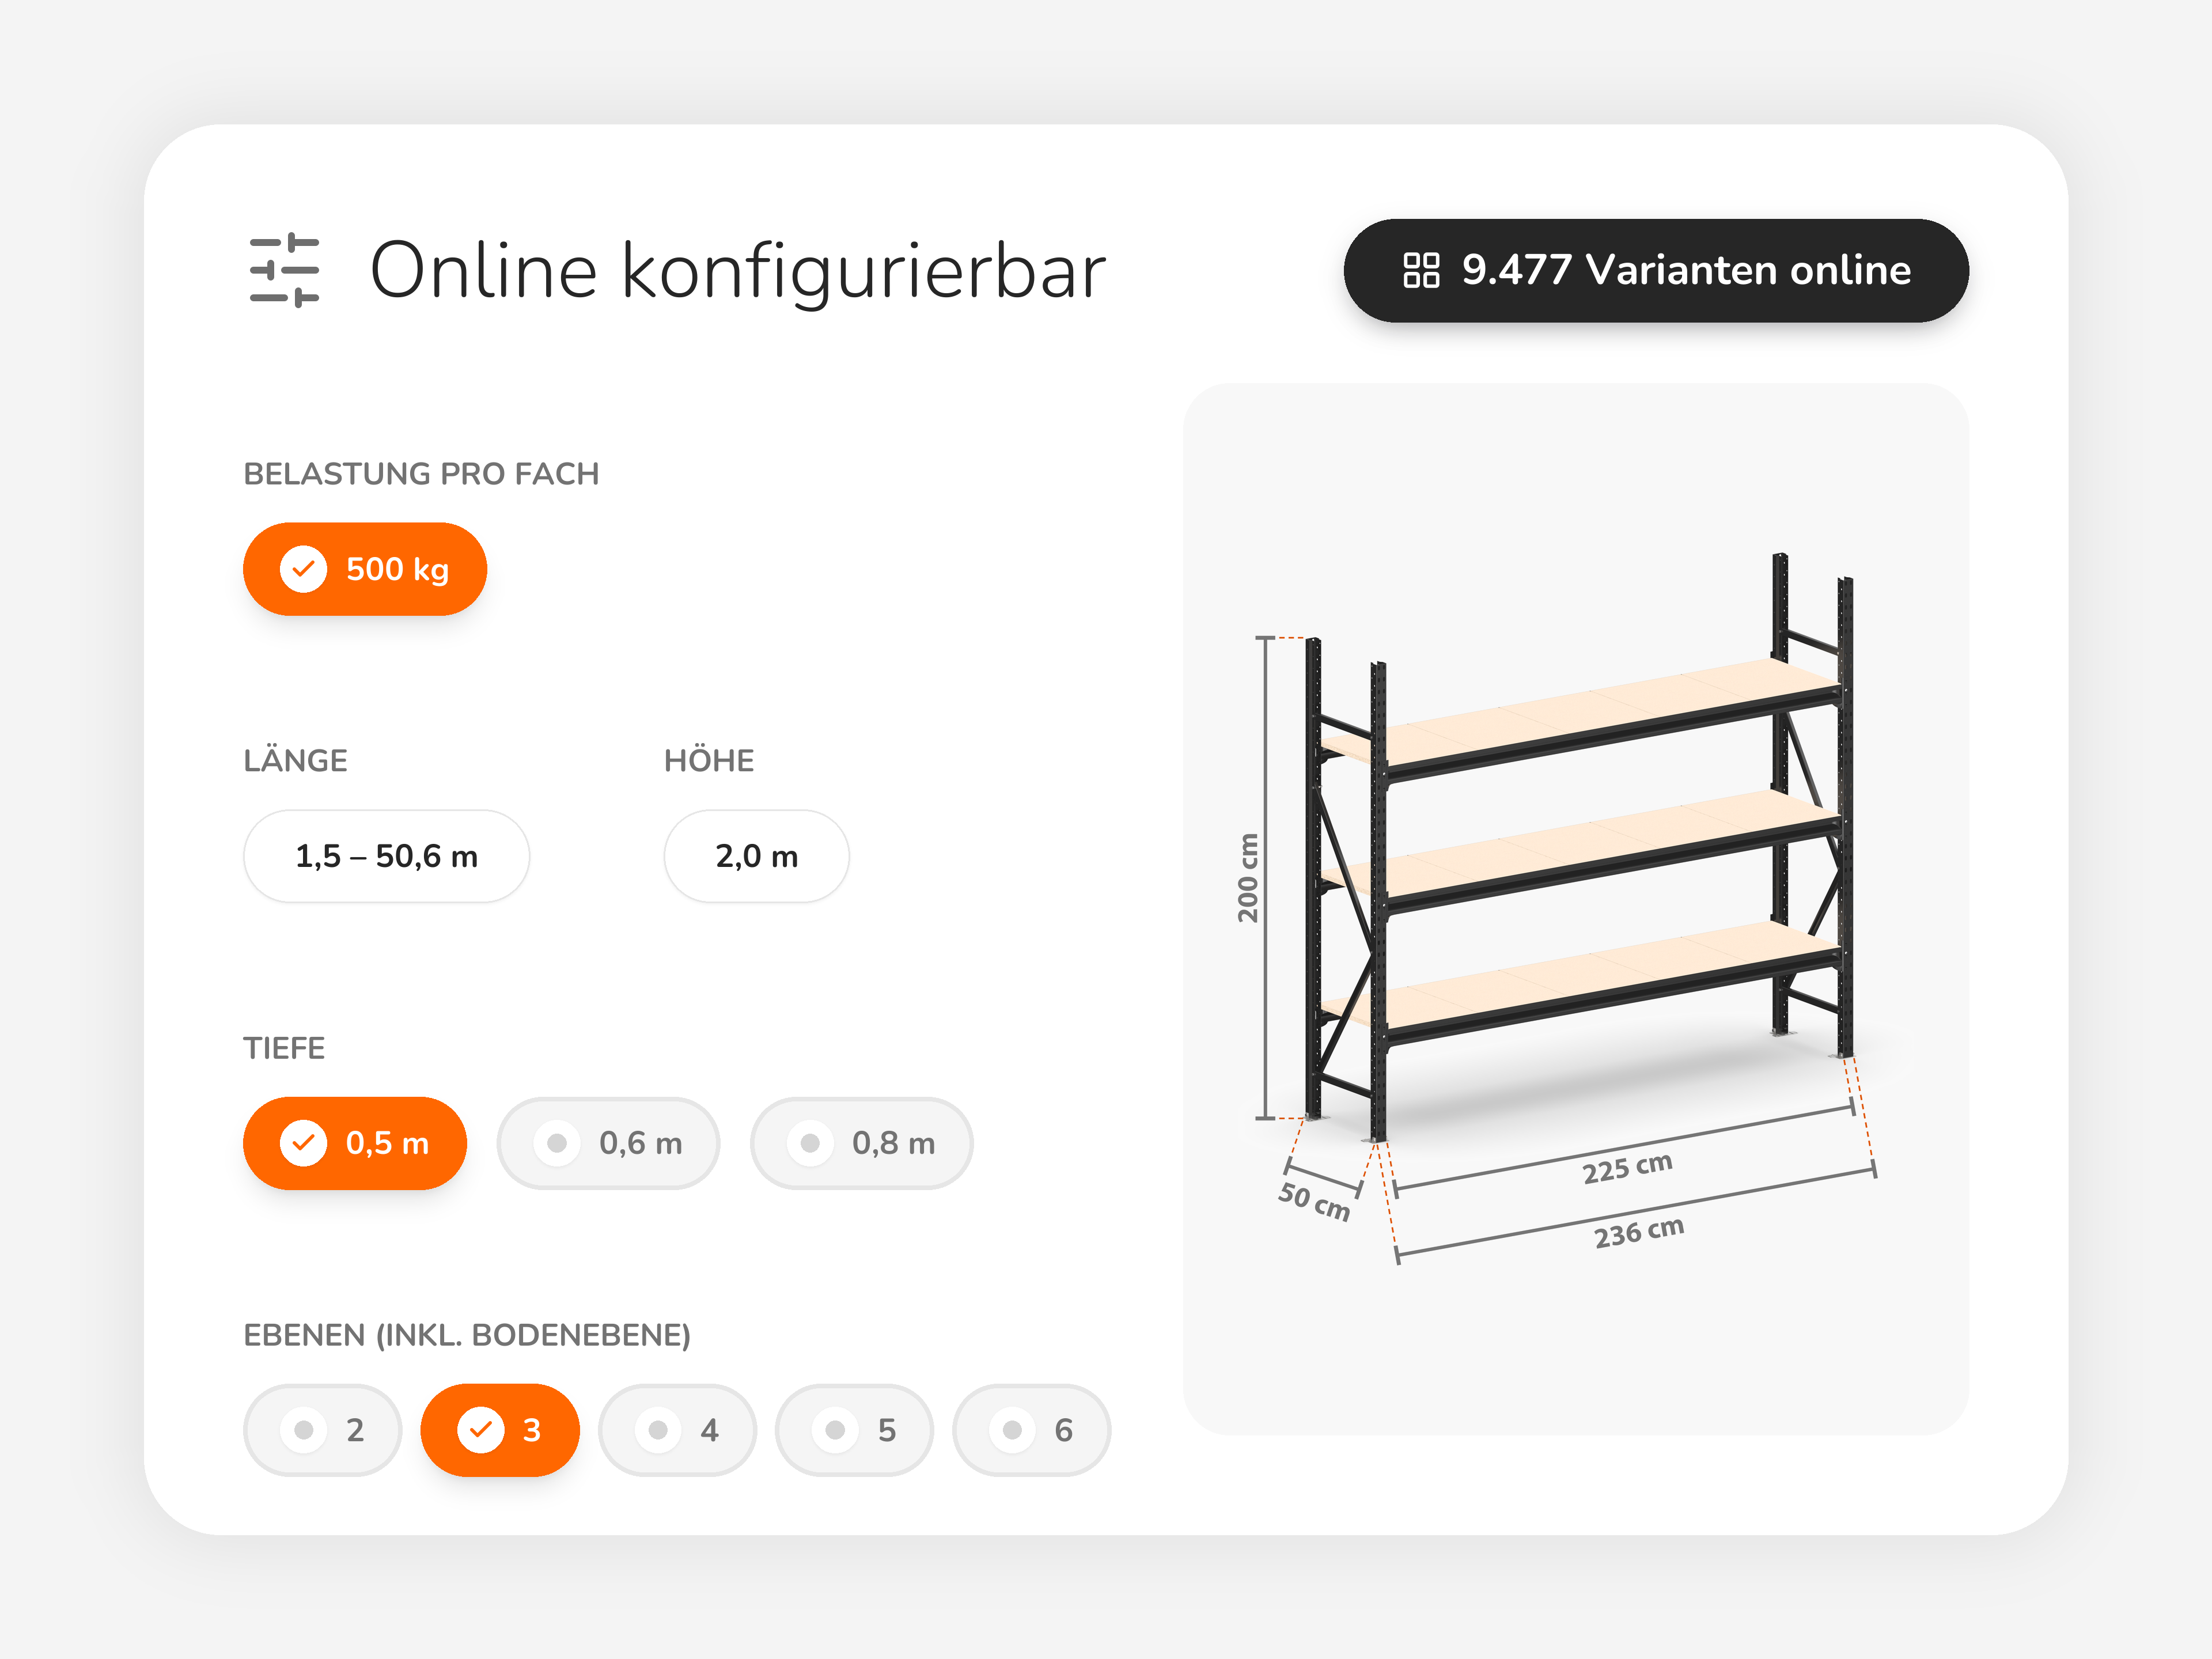 Online konfigurierbar
9.477 Varianten online
BELASTUNG PRO FACH
500 kg
LÄNGE
HÖHE
1,5 – 50,6 m
2,0 m
TIEFE
0,5 m
0,6 m
0,8 m
EBENEN (INKL. BODENEBENE)
2
3
4
5
6
200 cm
50 cm
225 cm
236 cm